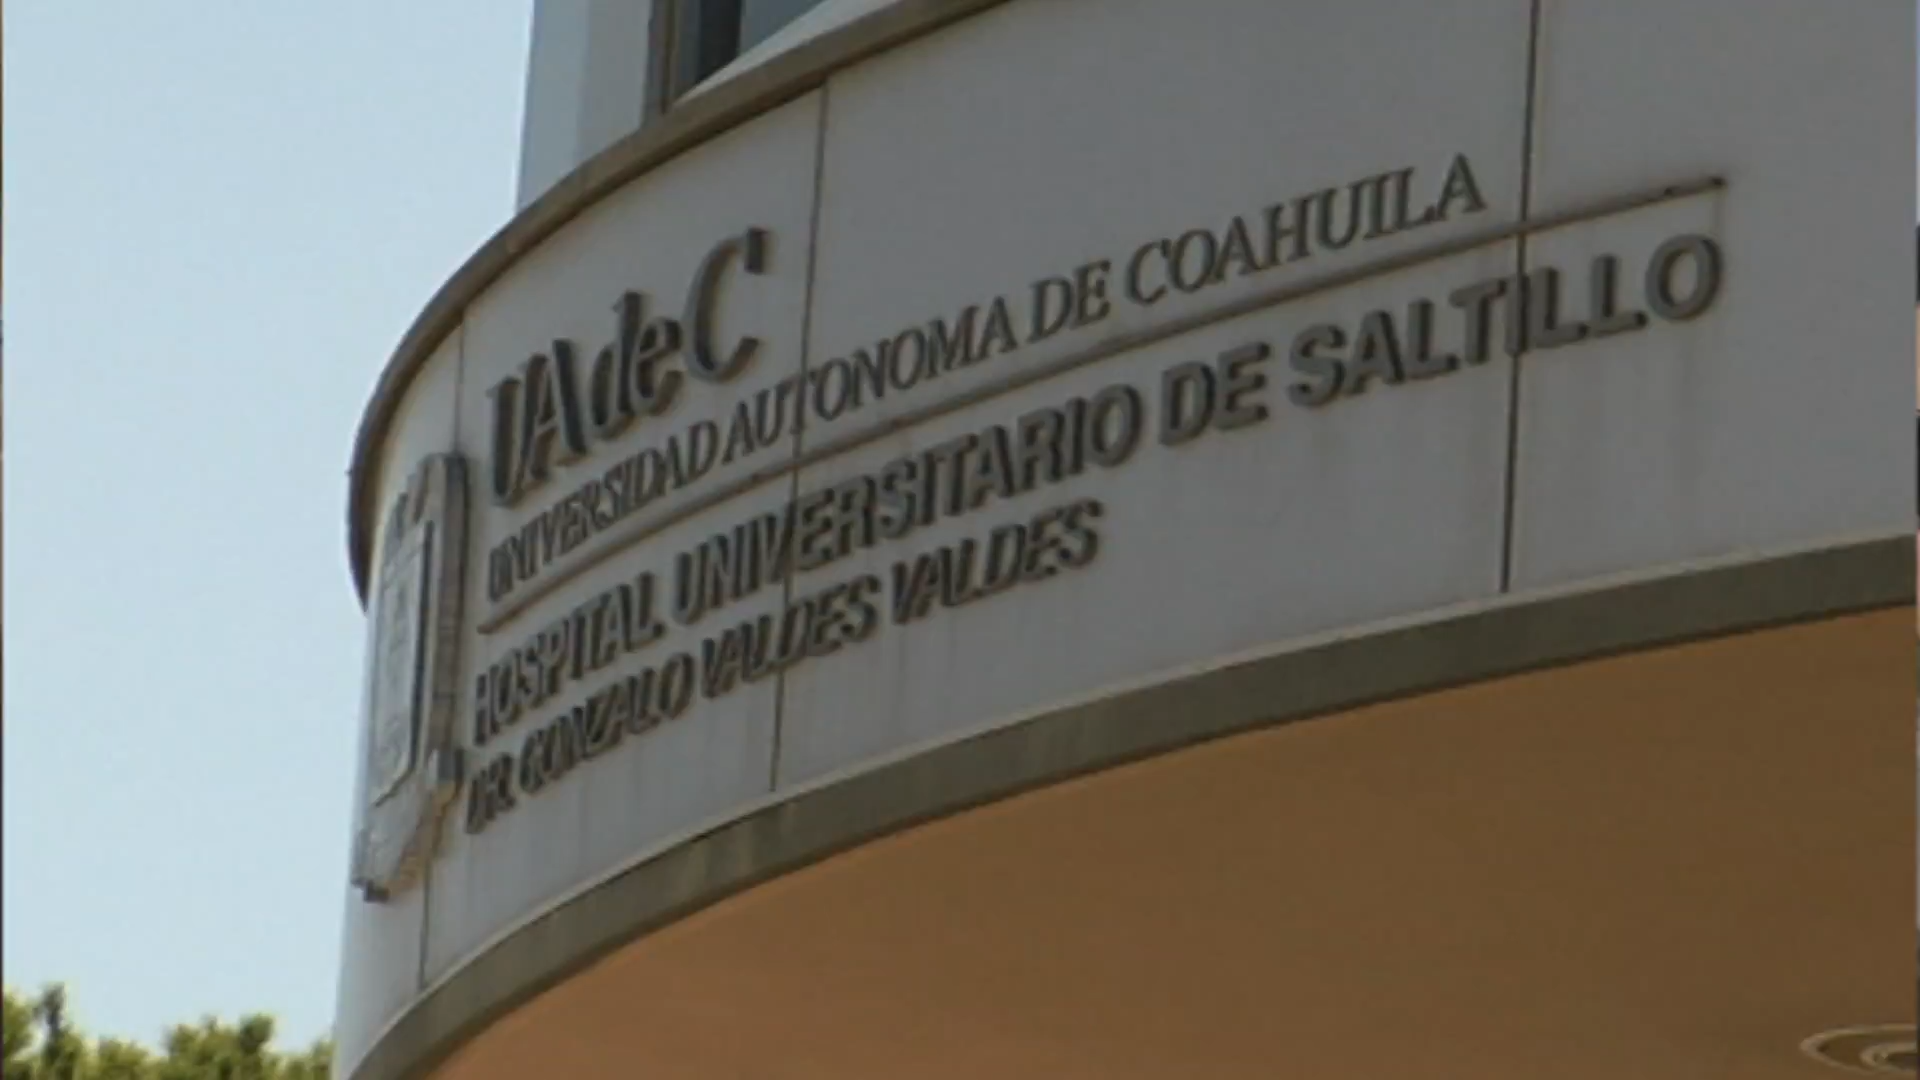 UAdeC
UNIVERSIDAD AUTONOMA DE COAHUILA
HOSPITAL UNIVERSITARIO DE SALTILLO
DR. GONZALO VALDES VALDES